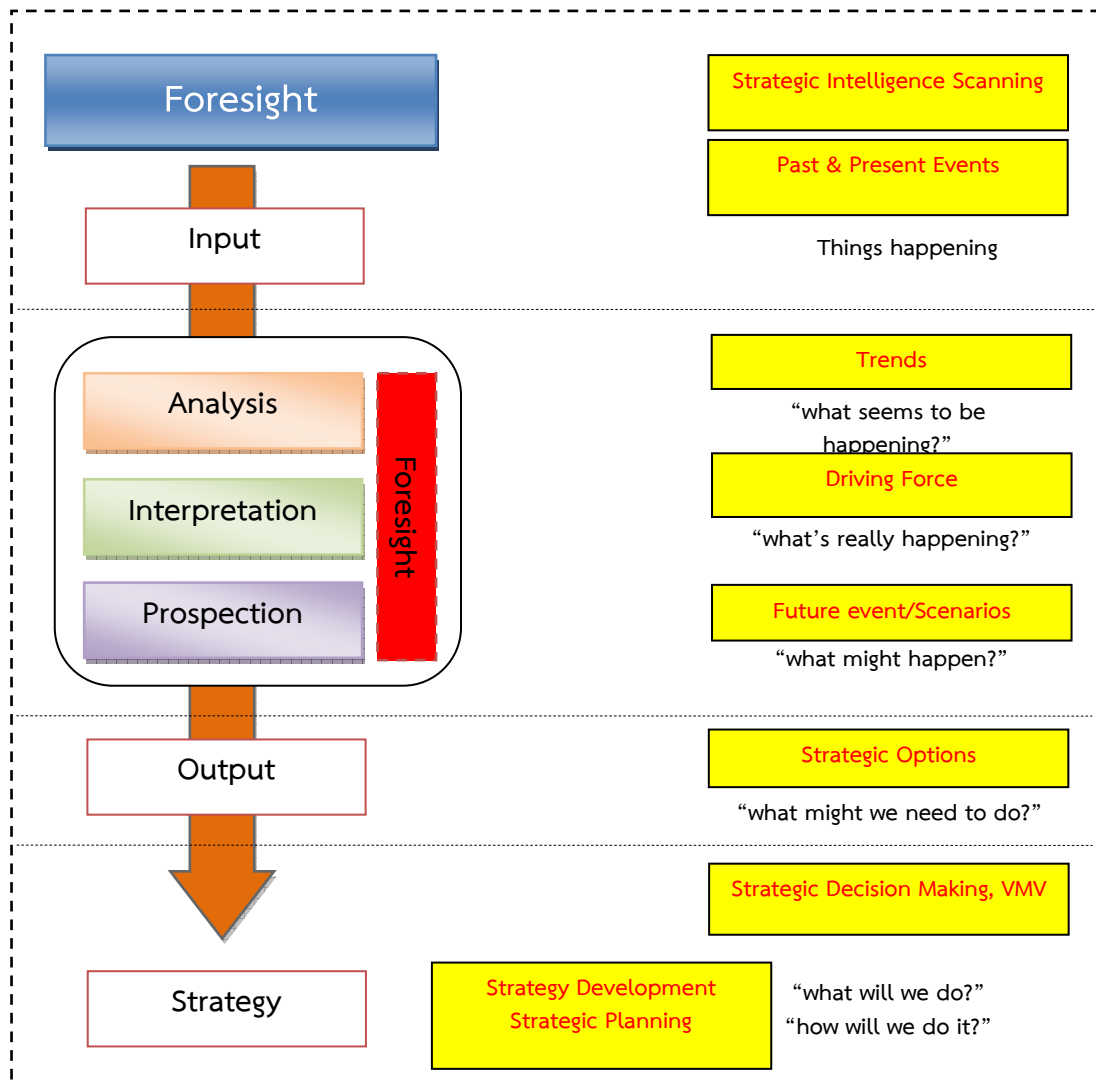 Foresight
Strategic Intelligence Scanning
Past & Present Events
Input
Things happening
Trends
Analysis
“what seems to be
happening?”
Foresight
Driving Force
Interpretation
“what’s really happening?”
Prospection
Future event/Scenarios
“what might happen?”
Output
Strategic Options
“what might we need to do?”
Strategic Decision Making, VMV
Strategy
Strategy Development
Strategic Planning
“what will we do?”
“how will we do it?”